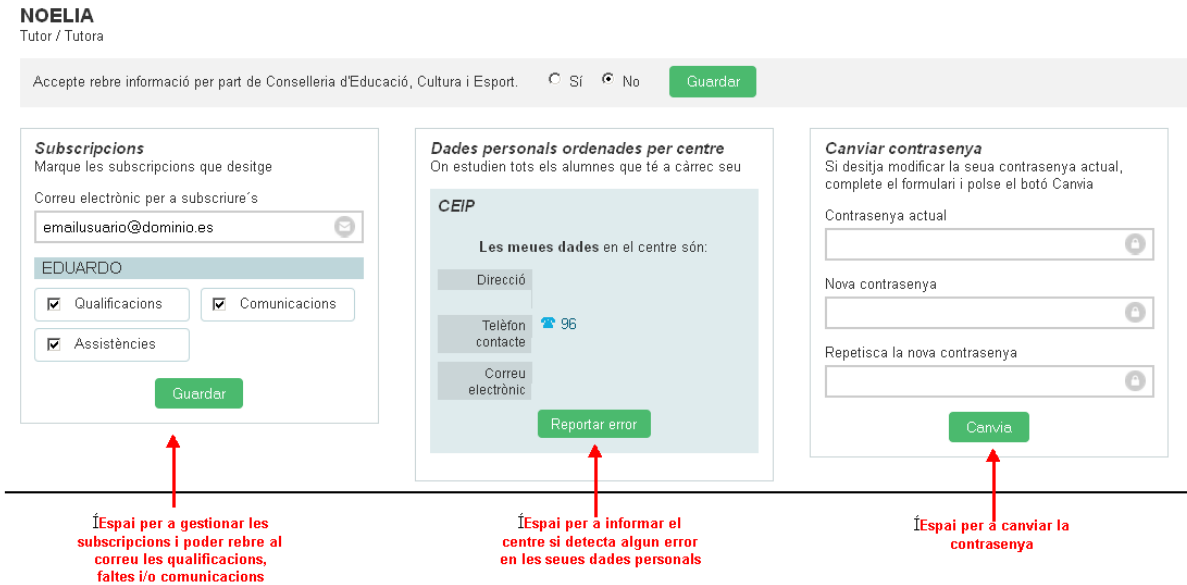 NOELIA
Tutor / Tutora
Accepte rebre informació per part de Conselleria d'Educació, Cultura i Esport. Sí No Guardar
Subscripcions
Marque les subscripcions que desitge
Correu electrònic per a subscriure´s
emailusuario@dominio.es
EDUARDO
Qualificacions Comunicacions
Assistències
Guardar
Dades personals ordenades per centre
On estudien tots els alumnes que té a càrrec seu
CEIP
Les meues dades en el centre són:
Direcció
Telèfon
contacte
96
Correu
electrònic
Reportar error
Canviar contrasenya
Si desitja modificar la seua contrasenya actual,
complete el formulari i polse el botó Canvia
Contrasenya actual
Nova contrasenya
Repetisca la nova contrasenya
Canvia
ÍEspai per a gestionar les
subscripcions i poder rebre al
correu les qualificacions,
faltes i/o comunicacions
ÍEspai per a informar el
centre si detecta algun error
en les seues dades personals
ÍEspai per a canviar la
contrasenya